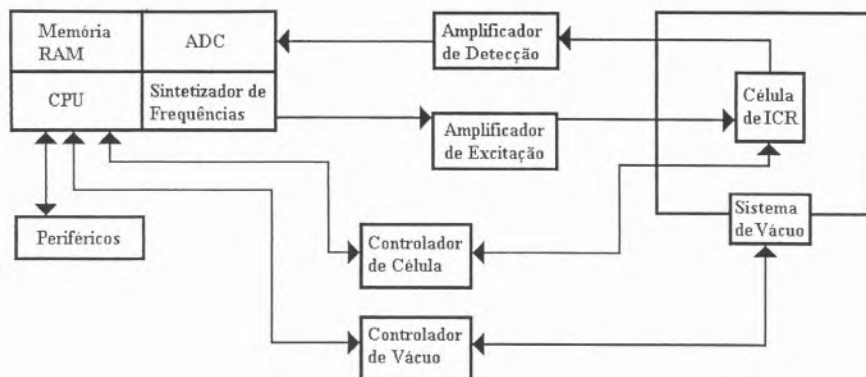 Memória
RAM
ADC
CPU
Sintetizador de
Frequências
Amplificador
de Detecção
Amplificador
de Excitação
Célula
de ICR
Periféricos
Controlador
de Célula
Sistema
de Vácuo
Controlador
de Vácuo